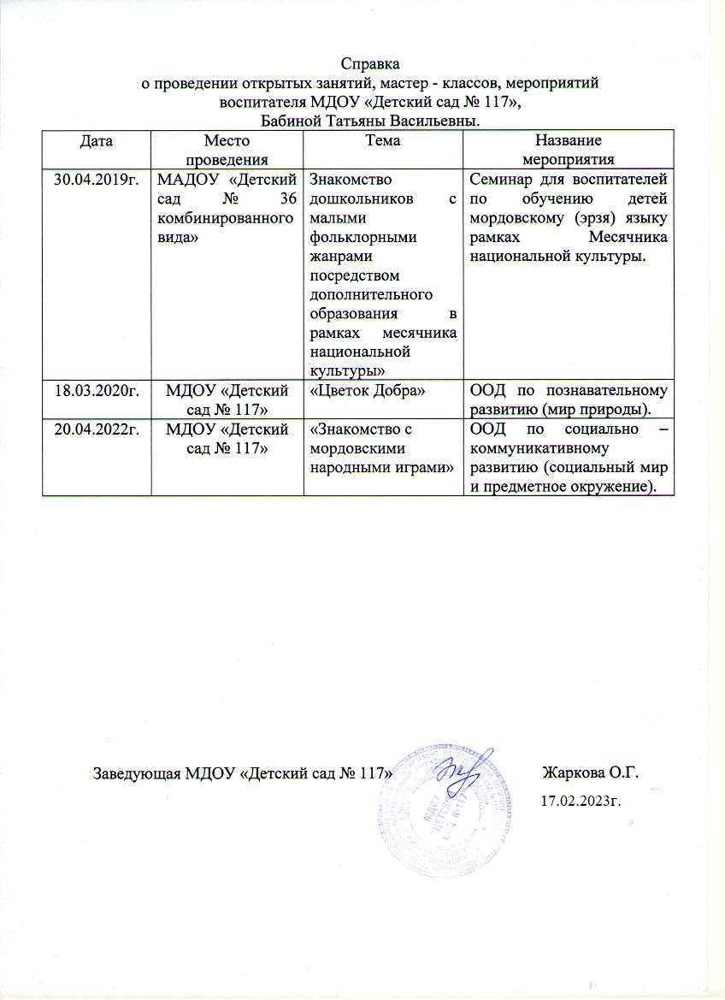 Справка
о проведении открытых занятий, мастер - классов, мероприятий
воспитателя МДОУ «Детский сад № 117»,
Бабиной Татьяны Васильевны.
Дата
Место
проведения
Тема
Название
мероприятия
30.04.2019г.
МАДОУ «Детский
сад № 36
комбинированного
вида»
Знакомство
дошкольников с
малыми
фольклорными
жанрами
посредством
дополнительного
образования в
рамках месячника
национальной
культуры»
Семинар для воспитателей
по обучению детей
мордовскому (эрзя) языку
рамках Месячника
национальной культуры.
18.03.2020г.
МДОУ «Детский
сад № 117»
«Цветок Добра»
ООД по познавательному
развитию (мир природы).
20.04.2022г.
МДОУ «Детский
сад № 117»
«Знакомство с
мордовскими
народными играми»
ООД по социально –
коммуникативному
развитию (социальный мир
и предметное окружение).
Заведующая МДОУ «Детский сад № 117»
Жаркова О.Г.
17.02.2023г.
МДОУ
"ДЕТСКИЙ
САД №117"